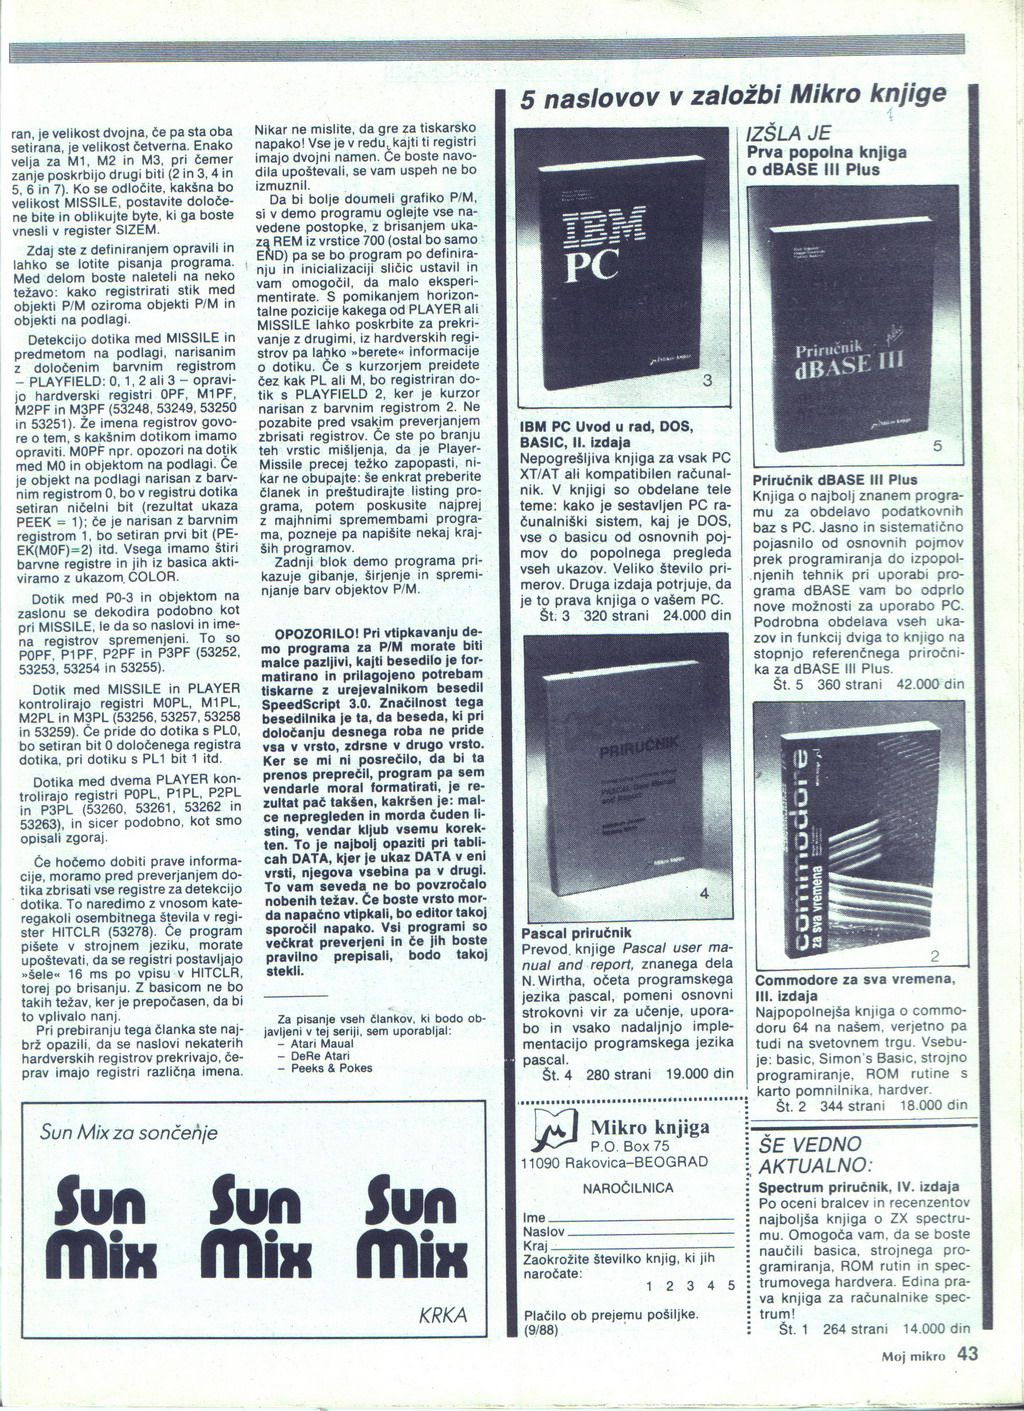 ran, je velikost dvojna, če pa sta oba
setirana, je velikost četverna. Enako
velja za M1, M2 in M3, pri čemer
zanje poskrbijo drugi biti (2 in 3, 4 in
5, 6 in 7). Ko se odločite, kakšna bo
velikost MISSILE, postavite določe-
ne bite in oblikujte byte, ki ga boste
vnesli v register SIZEM.
Zdaj ste z definiranjem opravili in
lahko se lotite pisanja programa.
Med delom boste naleteli na neko
težavo: kako registrirati stik med
objekti P/M oziroma objekti P/M in
objekti na podlagi.
Detekcijo dotika med MISSILE in
predmetom na podlagi, narisanim
z določenim barvnim registrom
– PLAYFIELD: 0, 1, 2 ali 3 – opravi-
jo hardverski registri OPF, M1PF,
M2PF in M3PF (53248, 53249, 53250
in 53251). Že imena registrov govo-
re o tem, s kakšnim dotikom imamo
opraviti. M0PF npr. opozori na dotik
med M0 in objektom na podlagi. Če
je objekt na podlagi narisan z barv-
nim registrom 0, bo v registru dotika
setiran ničelni bit (rezultat ukaza
PEEK = 1); če je narisan z barvnim
registrom 1, bo setiran prvi bit (PE-
EK(M0F)=2) itd. Vsega imamo štiri
barvne registre in jih iz basica akti-
viramo z ukazom COLOR.
Dotik med P0-3 in objektom na
zaslonu se dekodira podobno kot
pri MISSILE, le da so naslovi in ime-
na registrov spremenjeni. To so
P0PF, P1PF, P2PF in P3PF (53252,
53253, 53254 in 53255).
Dotik med MISSILE in PLAYER
kontrolirajo registri M0PL, M1PL,
M2PL in M3PL (53256, 53257, 53258
in 53259). Če pride do dotika s PL0,
bo setiran bit 0 določenega registra
dotika, pri dotiku s PL1 bit 1 itd.
Dotika med dvema PLAYER kon-
trolirajo registri P0PL, P1PL, P2PL
in P3PL (53260, 53261, 53262 in
53263), in sicer podobno, kot smo
opisali zgoraj.
Če hočemo dobiti prave informa-
cije, moramo pred preverjanjem do-
tika zbrisati vse registre za detekcijo
dotika. To naredimo z vnosom kate-
regakoli osembitnega števila v regi-
ster HITCLR (53278). Če program
pišete v strojnem jeziku, morate
upoštevati, da se registri postavljajo
»šele« 16 ms po vpisu v HITCLR,
torej po brisanju. Z basicom ne bo
takih težav, ker je prepočasen, da bi
to vplivalo nanj.
Pri prebiranju tega članka ste naj-
brž opazili, da se naslovi nekaterih
hardverskih registrov prekrivajo, če-
prav imajo registri različna imena.
Nikar ne mislite, da gre za tiskarsko
napako! Vse je v redu, kajti ti registri
imajo dvojni namen. Če boste navo-
dila upoštevali, se vam uspeh ne bo
izmuznil.
Da bi bolje doumeli grafiko P/M,
si v demo programu oglejte vse na-
vedene postopke, z brisanjem uka-
za REM iz vrstice 700 (ostal bo samo
END) pa se bo program po definira-
nju in inicializaciji sličic ustavil in
vam omogočil, da malo eksperi-
mentirate. S pomikanjem horizon-
talne pozicije kakega od PLAYER ali
MISSILE lahko poskrbite za prekri-
vanje z drugimi, iz hardverskih regi-
strov pa lahko »berete« informacije
o dotiku. Če s kurzorjem preidete
čez kak PL ali M, bo registriran do-
tik s PLAYFIELD 2, ker je kurzor
narisan z barvnim registrom 2. Ne
pozabite pred vsakim preverjanjem
zbrisati registrov. Če ste po branju
teh vrstic mišljenja, da je Player-
Missile precej težko zapopasti, ni-
kar ne obupajte: še enkrat preberite
članek in preštudirajte listing pro-
grama, potem poskusite najprej
z majhnimi spremembami progra-
ma, pozneje pa napišite nekaj kraj-
ših programov.
Zadnji blok demo programa pri-
kazuje gibanje, širjenje in spremi-
njanje barv objektov P/M.
OPOZORILO! Pri vtipkavanju de-
mo programa za P/M morate biti
malce pazljivi, kajti besedilo je for-
matirano in prilagojeno potrebam
tiskarne z urejevalnikom besedil
SpeedScript 3.0. Značilnost tega
besedilnika je ta, da beseda, ki pri
določanju desnega roba ne pride
vsa v vrsto, zdrsne v drugo vrsto.
Ker se mi ni posrečilo, da bi ta
prenos preprečil, program pa sem
vendarle moral formatirati, je re-
zultat pač takšen, kakršen je: mal-
ce nepregleden in morda čuden li-
sting, vendar kljub vsemu korek-
ten. To je najbolj opaziti pri tabli-
cah DATA, kjer je ukaz DATA v eni
vrsti, njegova vsebina pa v drugi.
To vam seveda ne bo povzročalo
nobenih težav. Če boste vrsto mor-
da napačno vtipkali, bo editor takoj
sporočil napako. Vsi programi so
večkrat preverjeni in če jih boste
pravilno prepisali, bodo takoj
stekli.
Za pisanje vseh člankov, ki bodo ob-
javljeni v tej seriji, sem uporabljal:
– Atari Maual
– DeRe Atari
– Peeks & Pokes
Sun Mix za sončenje
Sun Sun Sun
Mix Mix Mix
KRKA
5 naslovov v založbi Mikro knjige
IBM
PC
Mikro knjiga
3
IBM PC Uvod u rad, DOS,
BASIC, II. izdaja
Nepogrešljiva knjiga za vsak PC
XT/AT ali kompatibilen računal-
nik. V knjigi so obdelane tele
teme: kako je sestavljen PC ra-
čunalniški sistem, kaj je DOS,
vse o basicu od osnovnih poj-
mov do popolnega pregleda
vseh ukazov. Veliko število pri-
merov. Druga izdaja potrjuje, da
je to prava knjiga o vašem PC.
Št. 3 320 strani 24.000 din
PRIRUČNIK
Mikro knjiga
4
Pascal priručnik
Prevod knjige Pascal user ma-
nual and report, znanega dela
N. Wirtha, očeta programskega
jezika pascal, pomeni osnovni
strokovni vir za učenje, upora-
bo in vsako nadaljnjo imple-
mentacijo programskega jezika
pascal.
Št. 4 280 strani 19.000 din
Mikro knjiga
P.O. Box 75
11090 Rakovica–BEOGRAD
NAROČILNICA
Ime
Naslov
Kraj
Zaokrožite številko knjig, ki jih
naročate:
1 2 3 4 5
Plačilo ob prejemu pošiljke.
(9/88)
IZŠLA JE
Prva popolna knjiga
o dBASE III Plus
Priručnik
dBASE III
plus
5
Priručnik dBASE III Plus
Knjiga o najbolj znanem progra-
mu za obdelavo podatkovnih
baz s PC. Jasno in sistematično
pojasnilo od osnovnih pojmov
prek programiranja do izpopol-
njenih tehnik pri uporabi pro-
grama dBASE vam bo odprlo
nove možnosti za uporabo PC.
Podrobna obdelava vseh uka-
zov in funkcij dviga to knjigo na
stopnjo referenčnega priročni-
ka za dBASE III Plus.
Št. 5 360 strani 42.000 din
commodore
za sva vremena
2
Commodore za sva vremena,
III. izdaja
Najpopolnejša knjiga o commo-
doru 64 na našem, verjetno pa
tudi na svetovnem trgu. Vsebu-
je: basic, Simon's Basic, strojno
programiranje, ROM rutine s
karto pomnilnika, hardver.
Št. 2 344 strani 18.000 din
ŠE VEDNO
AKTUALNO:
Spectrum priručnik, IV. izdaja
Po oceni bralcev in recenzentov
najboljša knjiga o ZX spectru-
mu. Omogoča vam, da se boste
naučili basica, strojnega pro-
gramiranja, ROM rutin in spec-
trumovega hardvera. Edina pra-
va knjiga za računalnike spec-
trum!
Št. 1 264 strani 14.000 din
Moj mikro 43